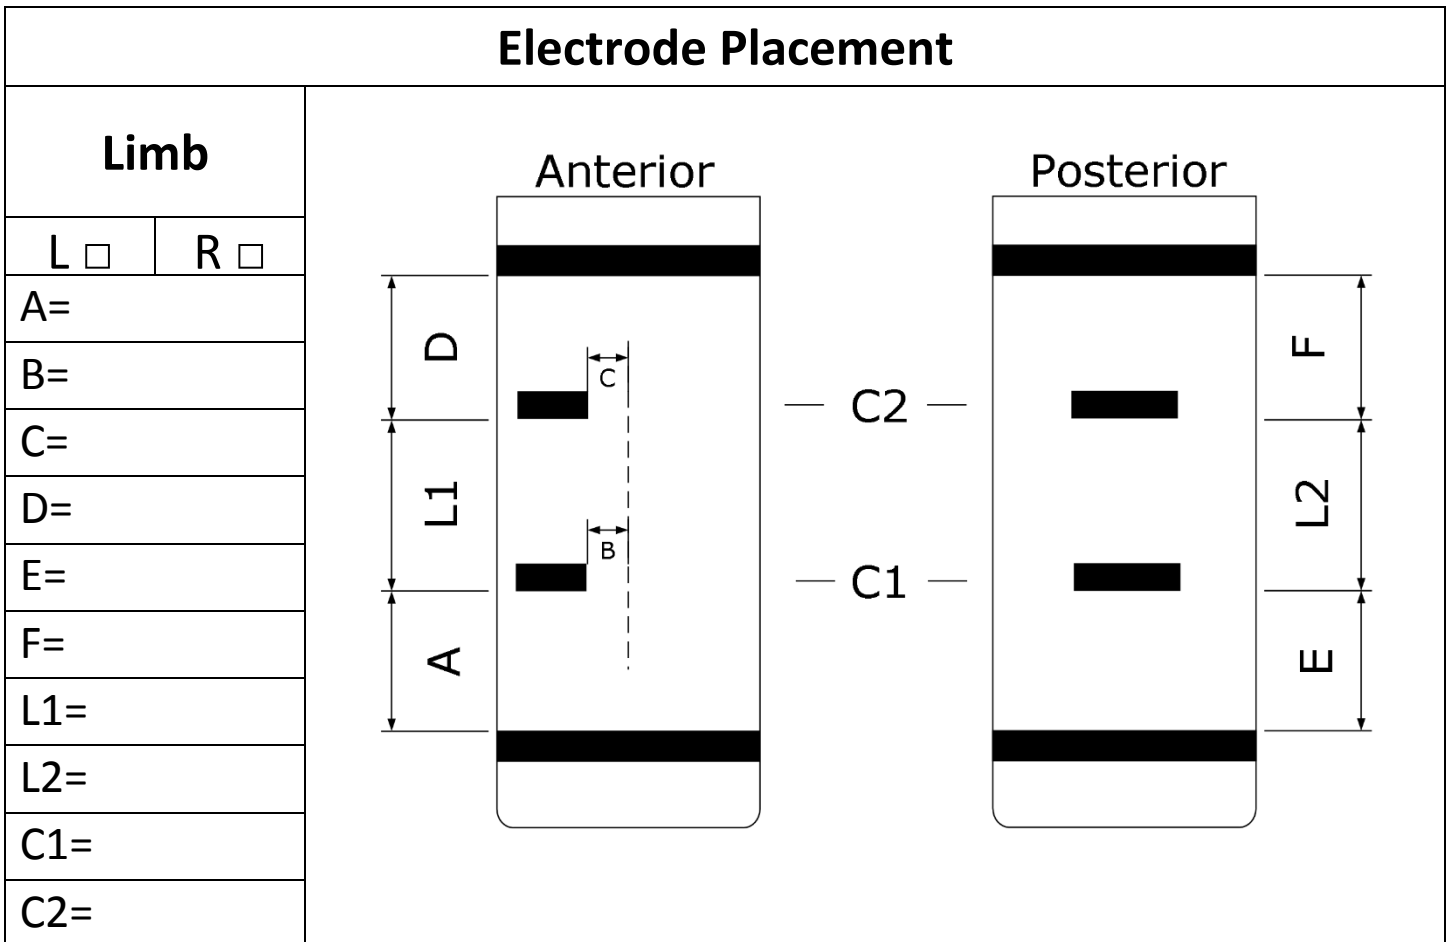 Electrode Placement
Limb
L □ R □
A=
B=
C=
D=
E=
F=
L1=
L2=
C1=
C2=
Anterior
D
C
L1
B
A
C2
C1
Posterior
F
L2
E